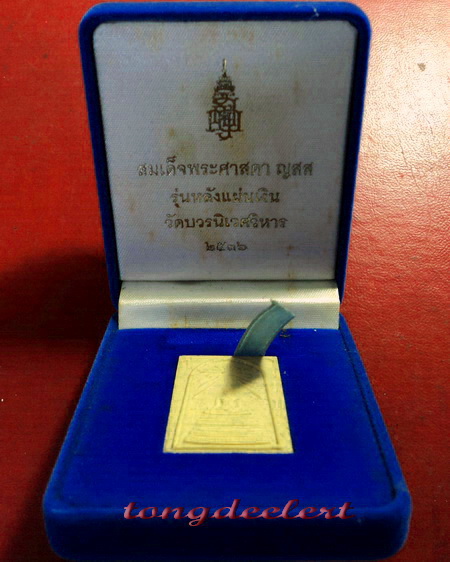 สมเด็จพระศาสดา ญสส
รุ่นหลังแผ่นเงิน
วัดบวรนิเวศวิหาร
๒๕๓๖
tongdeelert